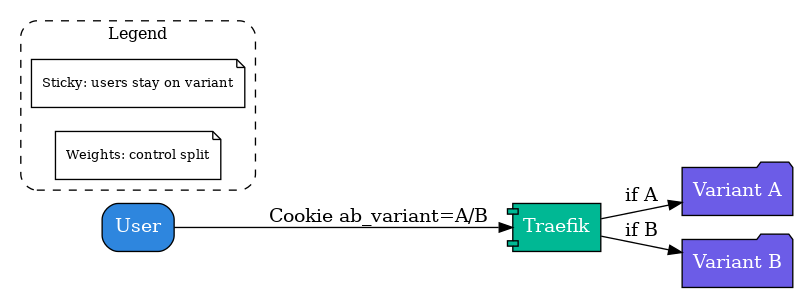 Legend
Sticky: users stay on variant
Weights: control split
User
Cookie ab_variant=A/B
Traefik
if A
if B
Variant A
Variant B